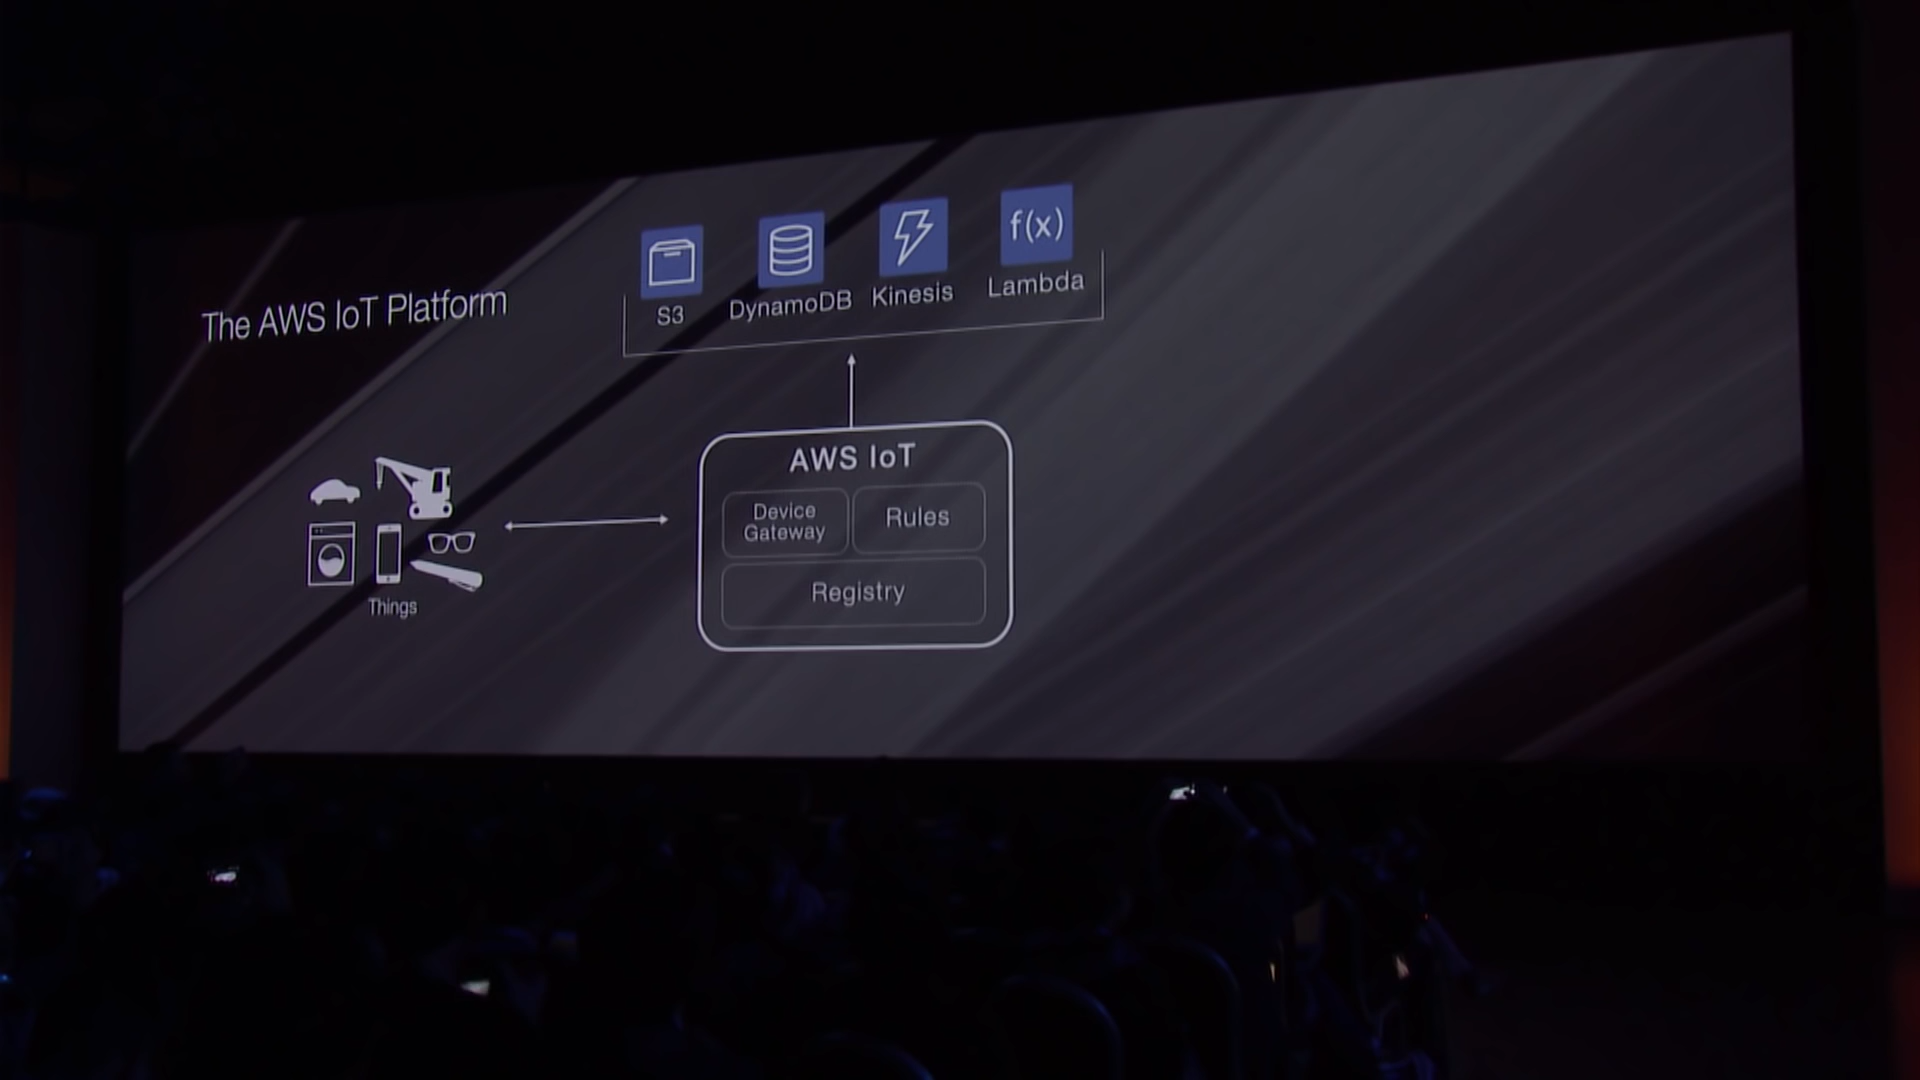 The AWS IoT Platform
f(x)
S3
DynamoDB
Kinesis
Lambda
AWS IoT
Device
Gateway
Rules
Registry
Things